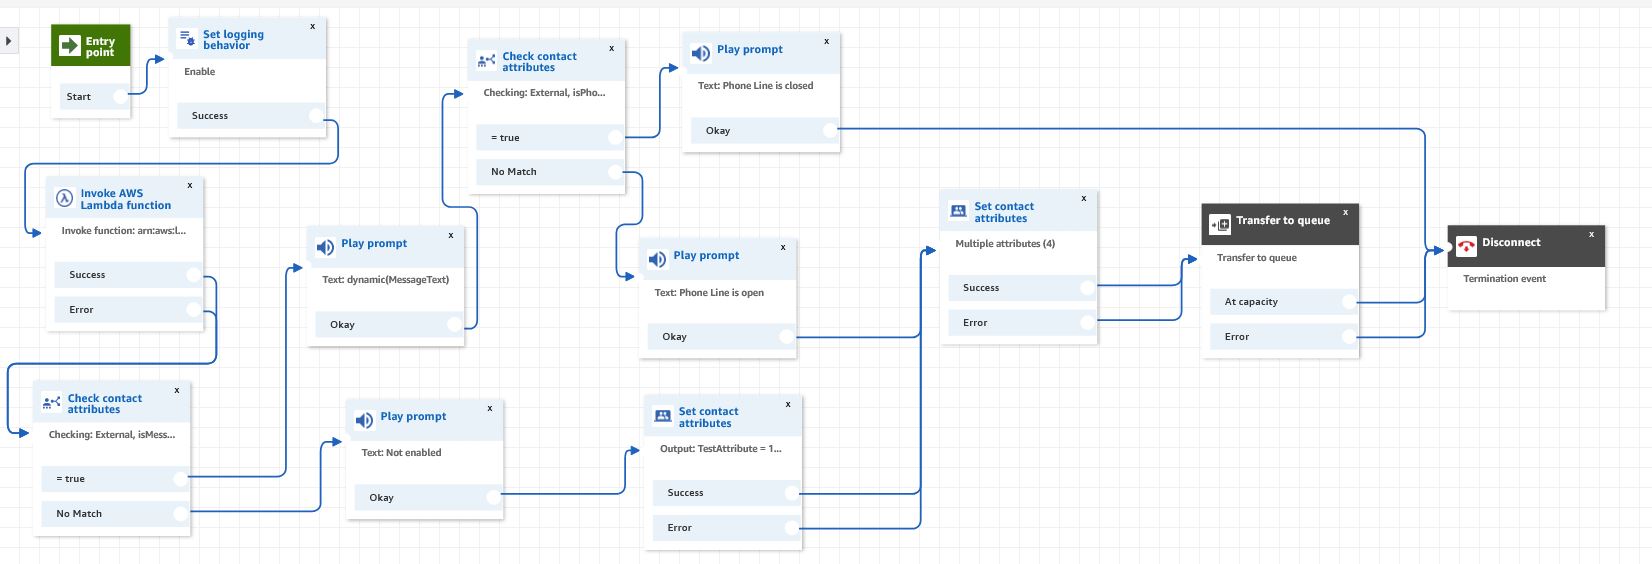 Entry
point
Start
Set logging
behavior
x
Enable
Success
Invoke AWS
Lambda function
x
Invoke function: arn:aws:l...
Success
Error
Check contact
attributes
x
Checking: External, isMess...
= true
No Match
Play prompt
x
Text: dynamic(MessageText)
Okay
Play prompt
x
Text: Not enabled
Okay
Check contact
attributes
x
Checking: External, isPho...
= true
No Match
Play prompt
x
Text: Phone Line is closed
Okay
Play prompt
x
Text: Phone Line is open
Okay
Set contact
attributes
x
Output: TestAttribute = 1...
Success
Error
Set contact
attributes
x
Multiple attributes (4)
Success
Error
Transfer to queue
x
Transfer to queue
At capacity
Error
Disconnect
x
Termination event